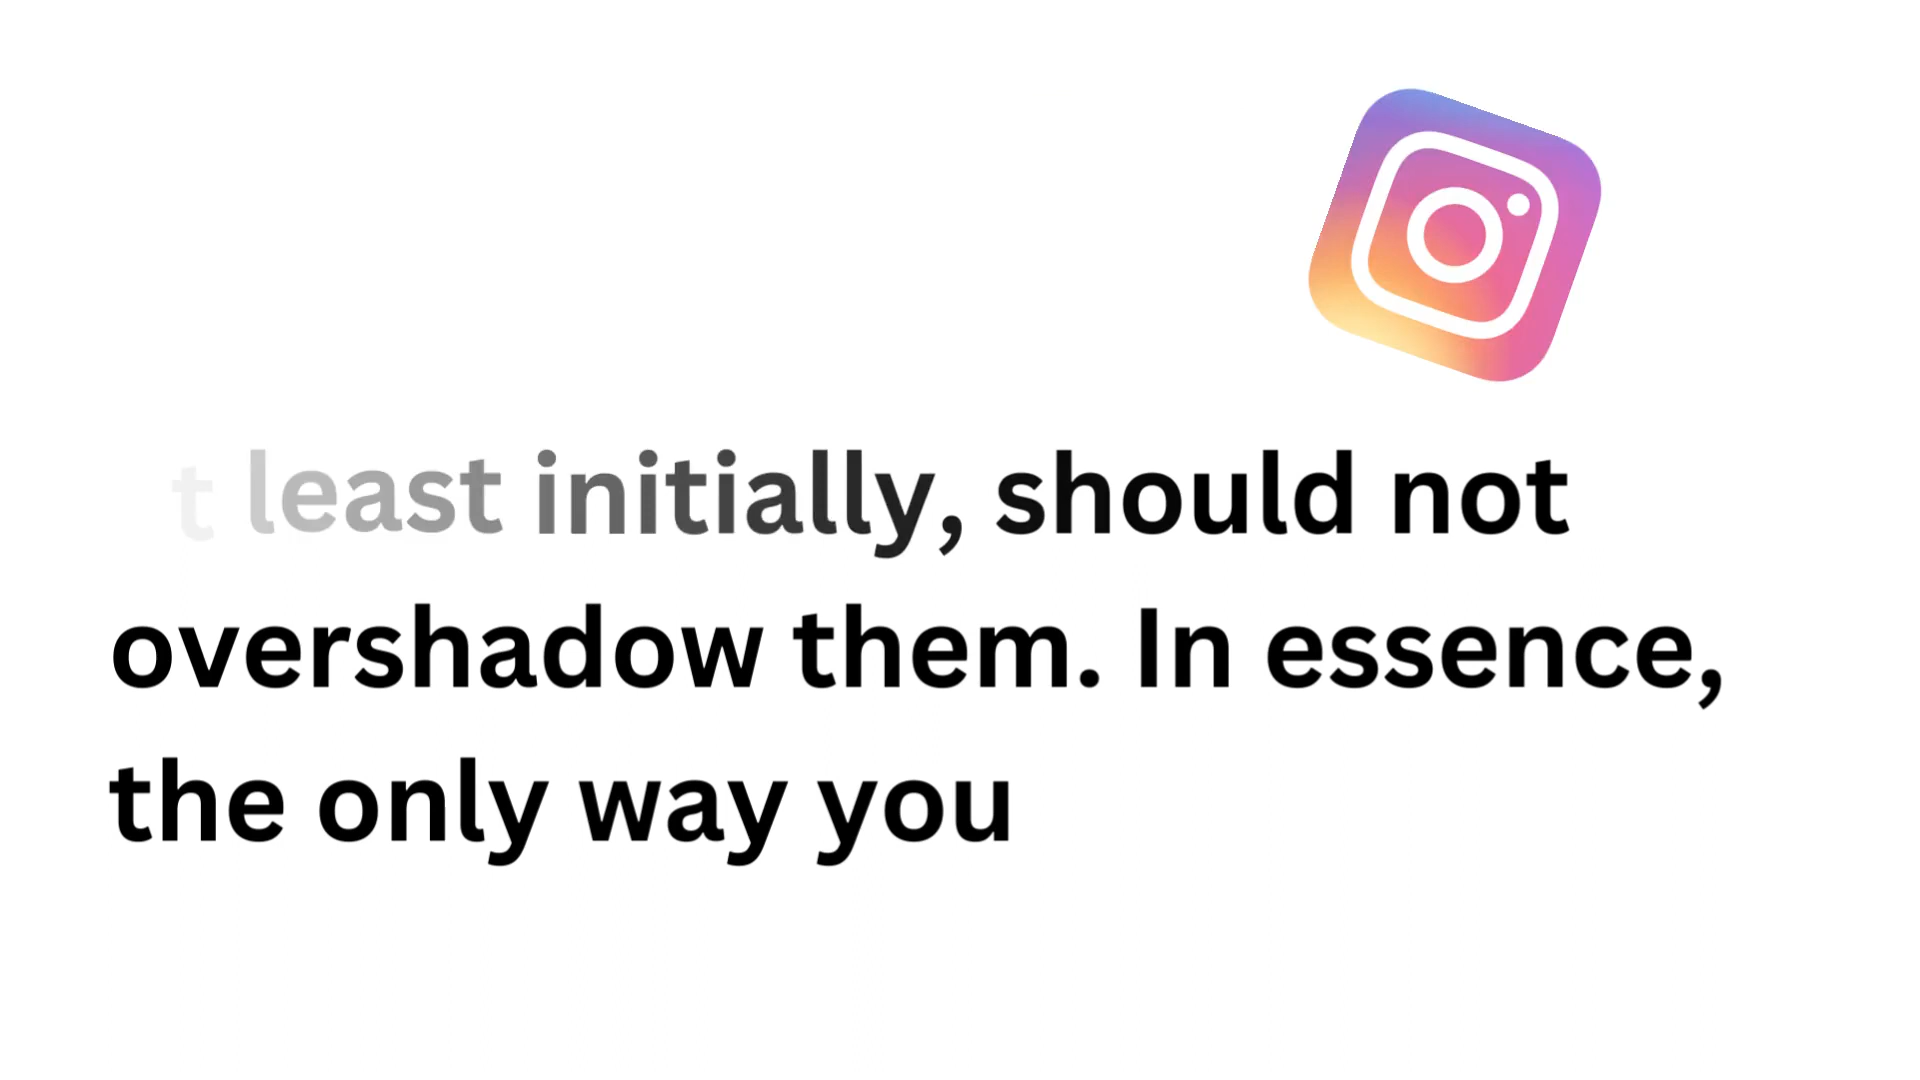 t least initially, should not
overshadow them. In essence,
the only way you